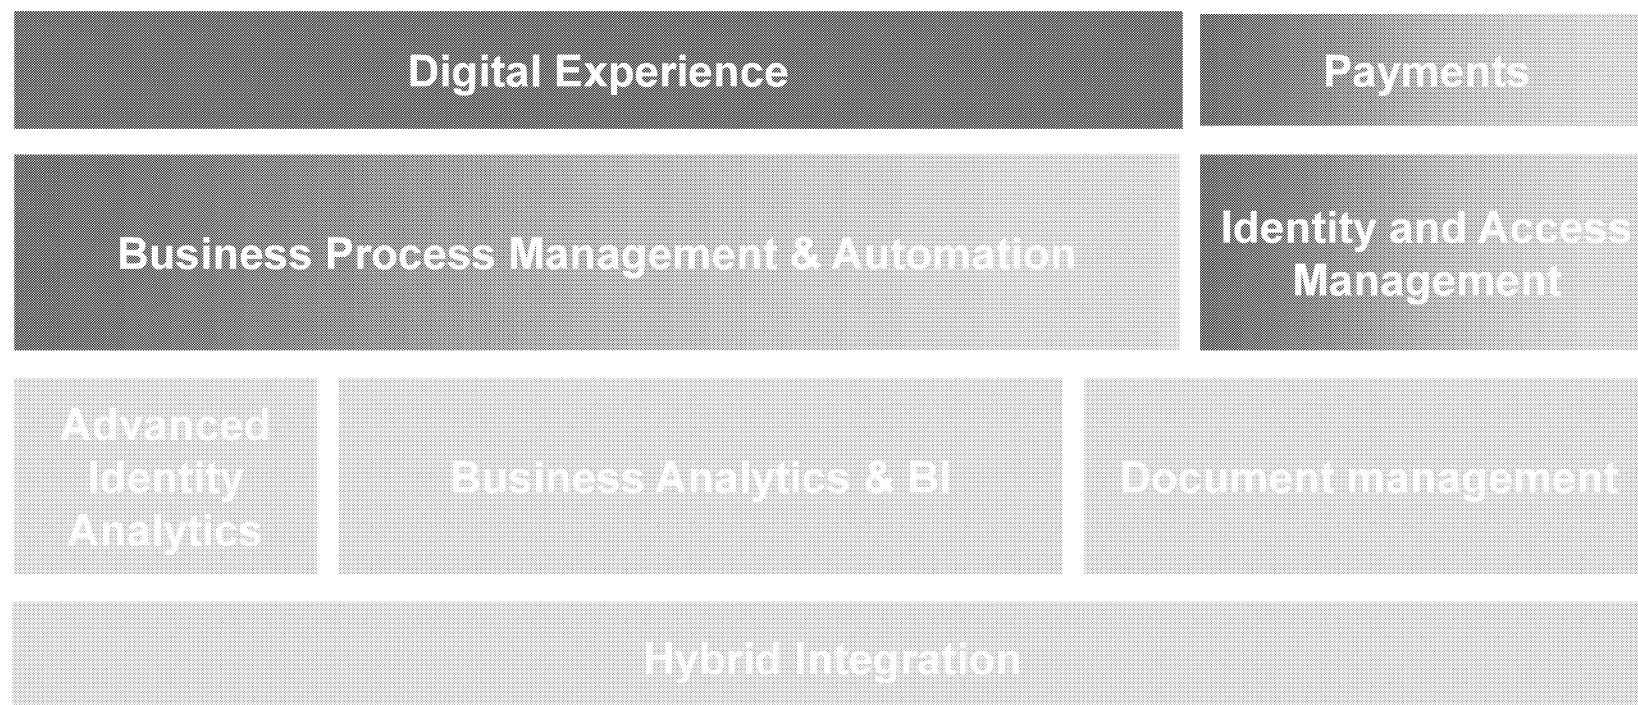 Digital Experience
Payments
Business Process Management & Automation
Identity and Access
Management
Advanced
Identity
Analytics
Business Analytics & BI
Document management
Hybrid Integration